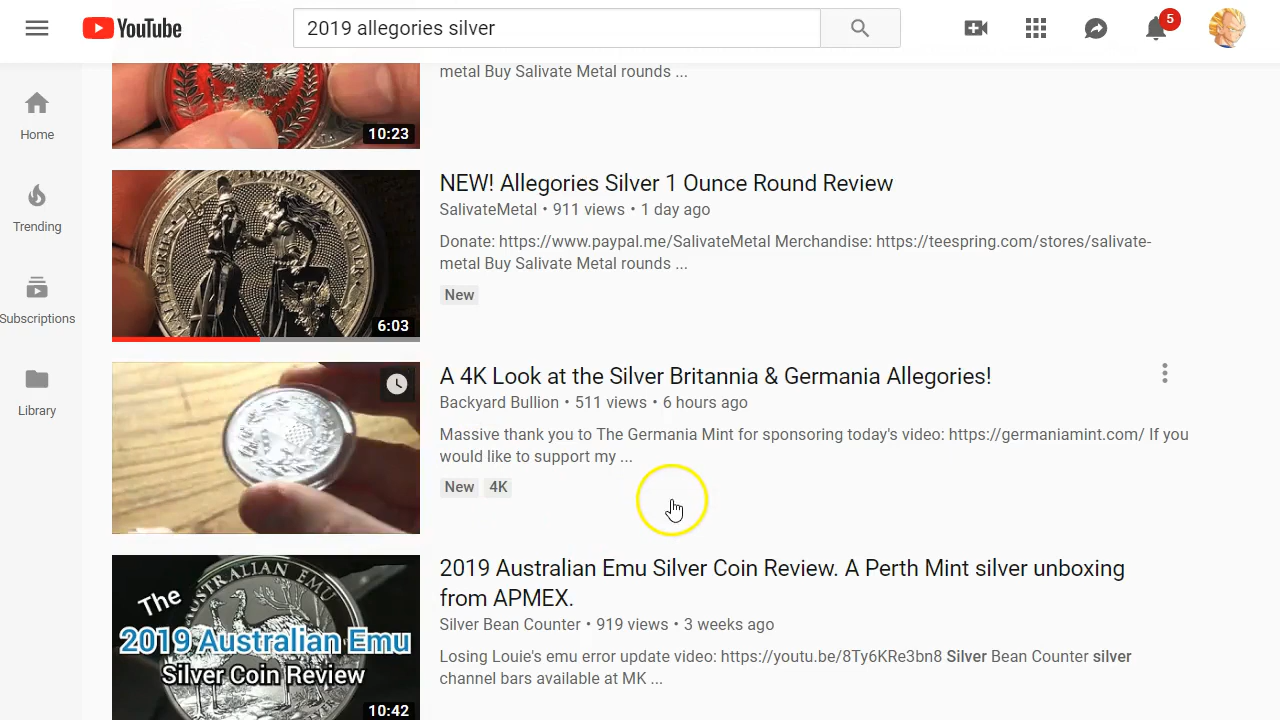 YouTube
2019 allegories silver
5
Home
Trending
Subscriptions
Library
metal Buy Salivate Metal rounds ...
10:23
NEW! Allegories Silver 1 Ounce Round Review
SalivateMetal • 911 views • 1 day ago
Donate: https://www.paypal.me/SalivateMetal Merchandise: https://teespring.com/stores/salivate-
metal Buy Salivate Metal rounds ...
New
ALLEGORIES
FINE SILVER
6:03
A 4K Look at the Silver Britannia & Germania Allegories!
Backyard Bullion • 511 views • 6 hours ago
Massive thank you to The Germania Mint for sponsoring today's video: https://germaniamint.com/ If you
would like to support my ...
New 4K
2019 Australian Emu Silver Coin Review. A Perth Mint silver unboxing
from APMEX.
Silver Bean Counter • 919 views • 3 weeks ago
Losing Louie's emu error update video: https://youtu.be/8Ty6KRe3bn8 Silver Bean Counter silver
channel bars available at MK ...
AUSTRALIAN EMU
The
2019 Australian Emu
Silver Coin Review
10:42